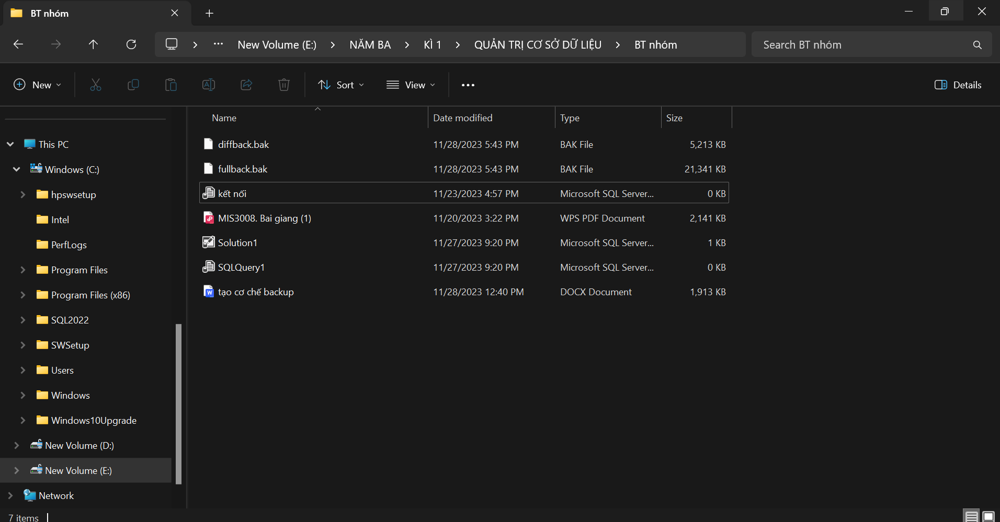 BT nhóm
New Volume (E:) NĂM BA KÌ 1 QUẢN TRỊ CƠ SỞ DỮ LIỆU BT nhóm Search BT nhóm
New Sort View Details
Name Date modified Type Size
diffback.bak 11/28/2023 5:43 PM BAK File 5,213 KB
fullback.bak 11/28/2023 5:43 PM BAK File 21,341 KB
kết nối 11/23/2023 4:57 PM Microsoft SQL Server... 0 KB
MIS3008. Bai giang (1) 11/20/2023 3:22 PM WPS PDF Document 2,141 KB
Solution1 11/27/2023 9:20 PM Microsoft SQL Server... 1 KB
SQLQuery1 11/27/2023 9:20 PM Microsoft SQL Server... 0 KB
tạo cơ chế backup 11/28/2023 12:40 PM DOCX Document 1,913 KB
This PC
Windows (C:)
hpswsetup
Intel
PerfLogs
Program Files
Program Files (x86)
SQL2022
SWSetup
Users
Windows
Windows10Upgrade
New Volume (D:)
New Volume (E:)
Network
7 items